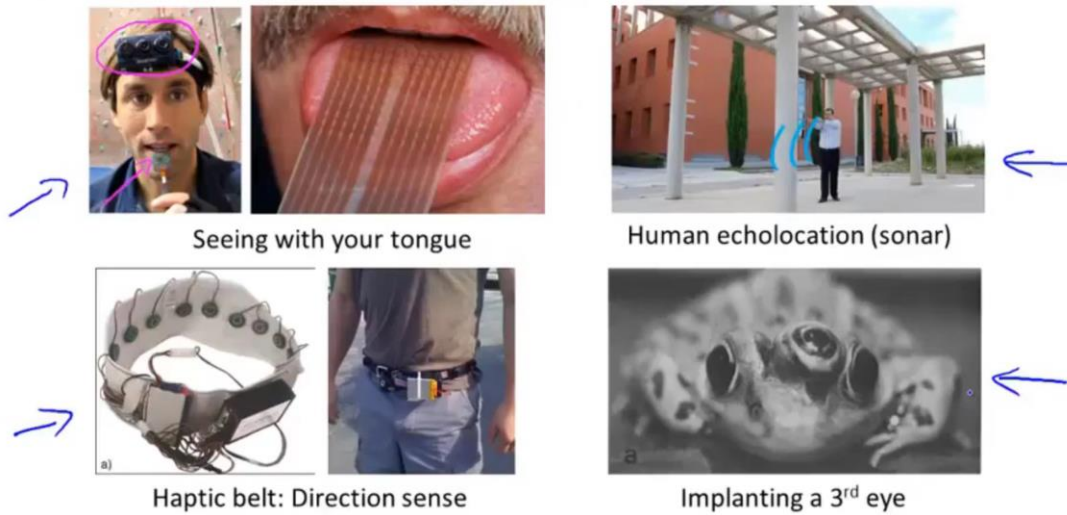 Seeing with your tongue
Human echolocation (sonar)
a)
Haptic belt: Direction sense
a
Implanting a 3rd eye